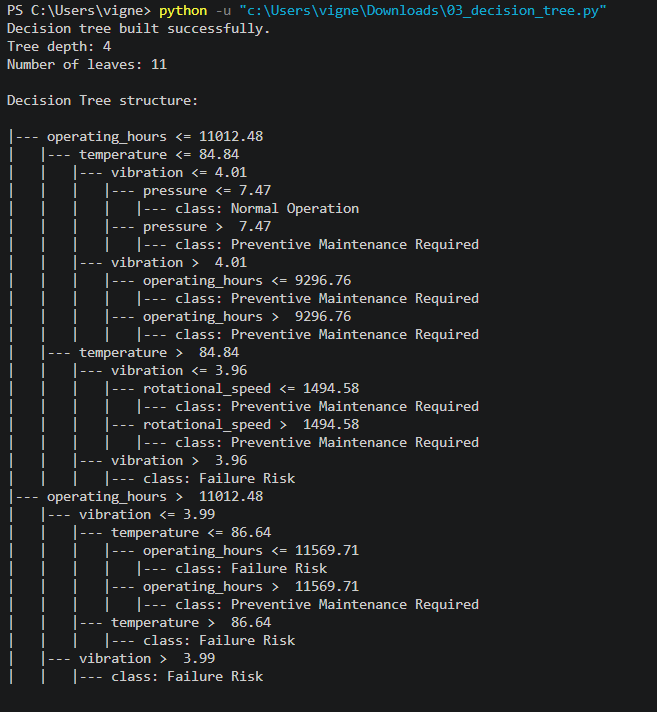 PS C:\Users\vigne> python -u "c:\Users\vigne\Downloads\03_decision_tree.py"
Decision tree built successfully.
Tree depth: 4
Number of leaves: 11

Decision Tree structure:

|--- operating_hours <= 11012.48
|   |--- temperature <= 84.84
|   |   |--- vibration <= 4.01
|   |   |   |--- pressure <= 7.47
|   |   |   |   |--- class: Normal Operation
|   |   |   |--- pressure >  7.47
|   |   |   |   |--- class: Preventive Maintenance Required
|   |   |--- vibration >  4.01
|   |   |   |--- operating_hours <= 9296.76
|   |   |   |   |--- class: Preventive Maintenance Required
|   |   |   |--- operating_hours >  9296.76
|   |   |   |   |--- class: Preventive Maintenance Required
|   |--- temperature >  84.84
|   |   |--- vibration <= 3.96
|   |   |   |--- rotational_speed <= 1494.58
|   |   |   |   |--- class: Preventive Maintenance Required
|   |   |   |--- rotational_speed >  1494.58
|   |   |   |   |--- class: Preventive Maintenance Required
|   |   |--- vibration >  3.96
|   |   |   |--- class: Failure Risk
|--- operating_hours >  11012.48
|   |--- vibration <= 3.99
|   |   |--- temperature <= 86.64
|   |   |   |--- operating_hours <= 11569.71
|   |   |   |   |--- class: Failure Risk
|   |   |   |--- operating_hours >  11569.71
|   |   |   |   |--- class: Preventive Maintenance Required
|   |   |--- temperature >  86.64
|   |   |   |--- class: Failure Risk
|   |--- vibration >  3.99
|   |   |--- class: Failure Risk